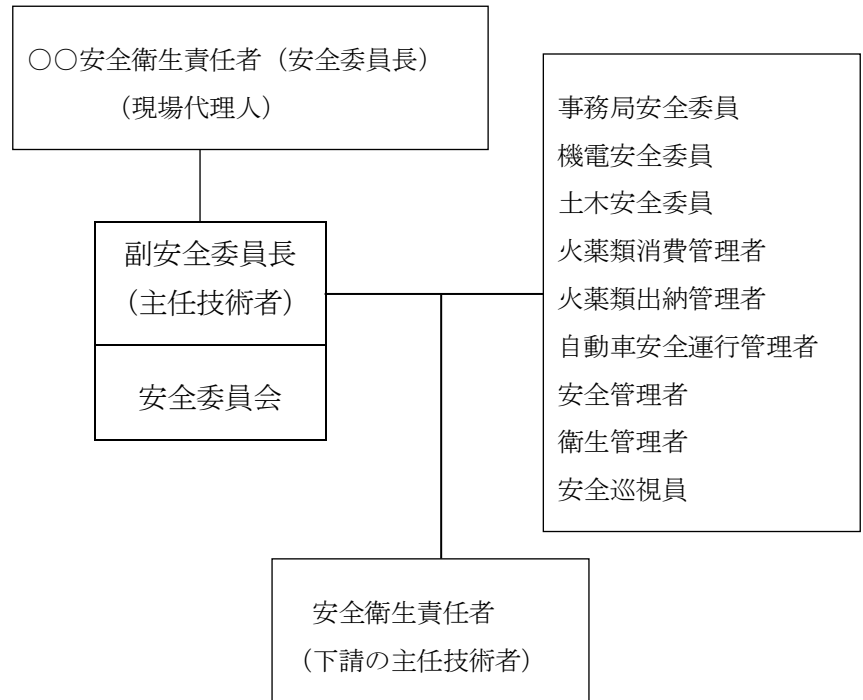 ○○安全衛生責任者（安全委員長）
（現場代理人）
副安全委員長
（主任技術者）
安全委員会
事務局安全委員
機電安全委員
土木安全委員
火薬類消費管理者
火薬類出納管理者
自動車安全運行管理者
安全管理者
衛生管理者
安全巡視員
安全衛生責任者
（下請の主任技術者）